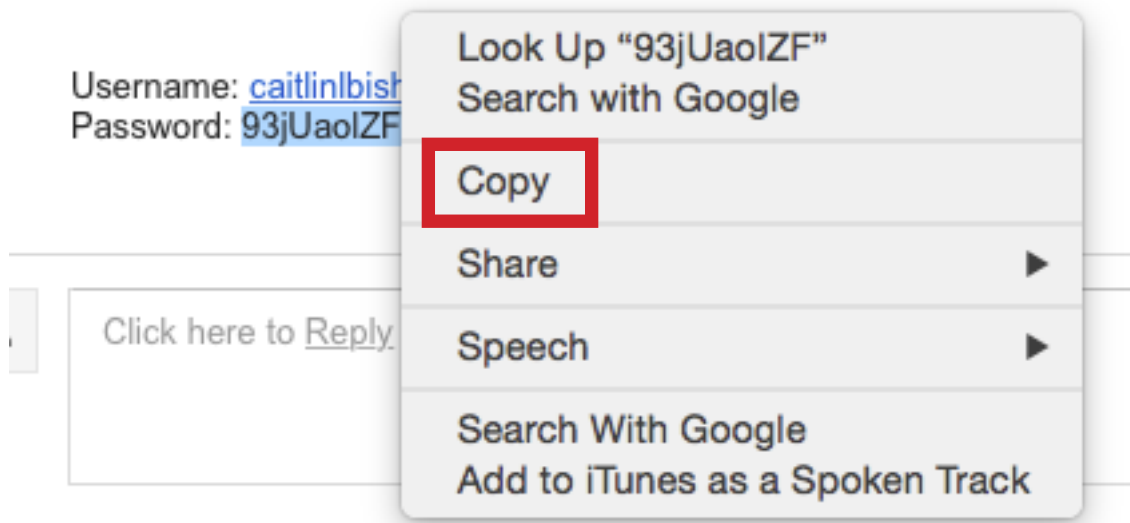 Username: caitlinlbish
Password: 93jUaolZF
Look Up “93jUaolZF”
Search with Google
Copy
Share
Speech
Search With Google
Add to iTunes as a Spoken Track
Click here to Reply